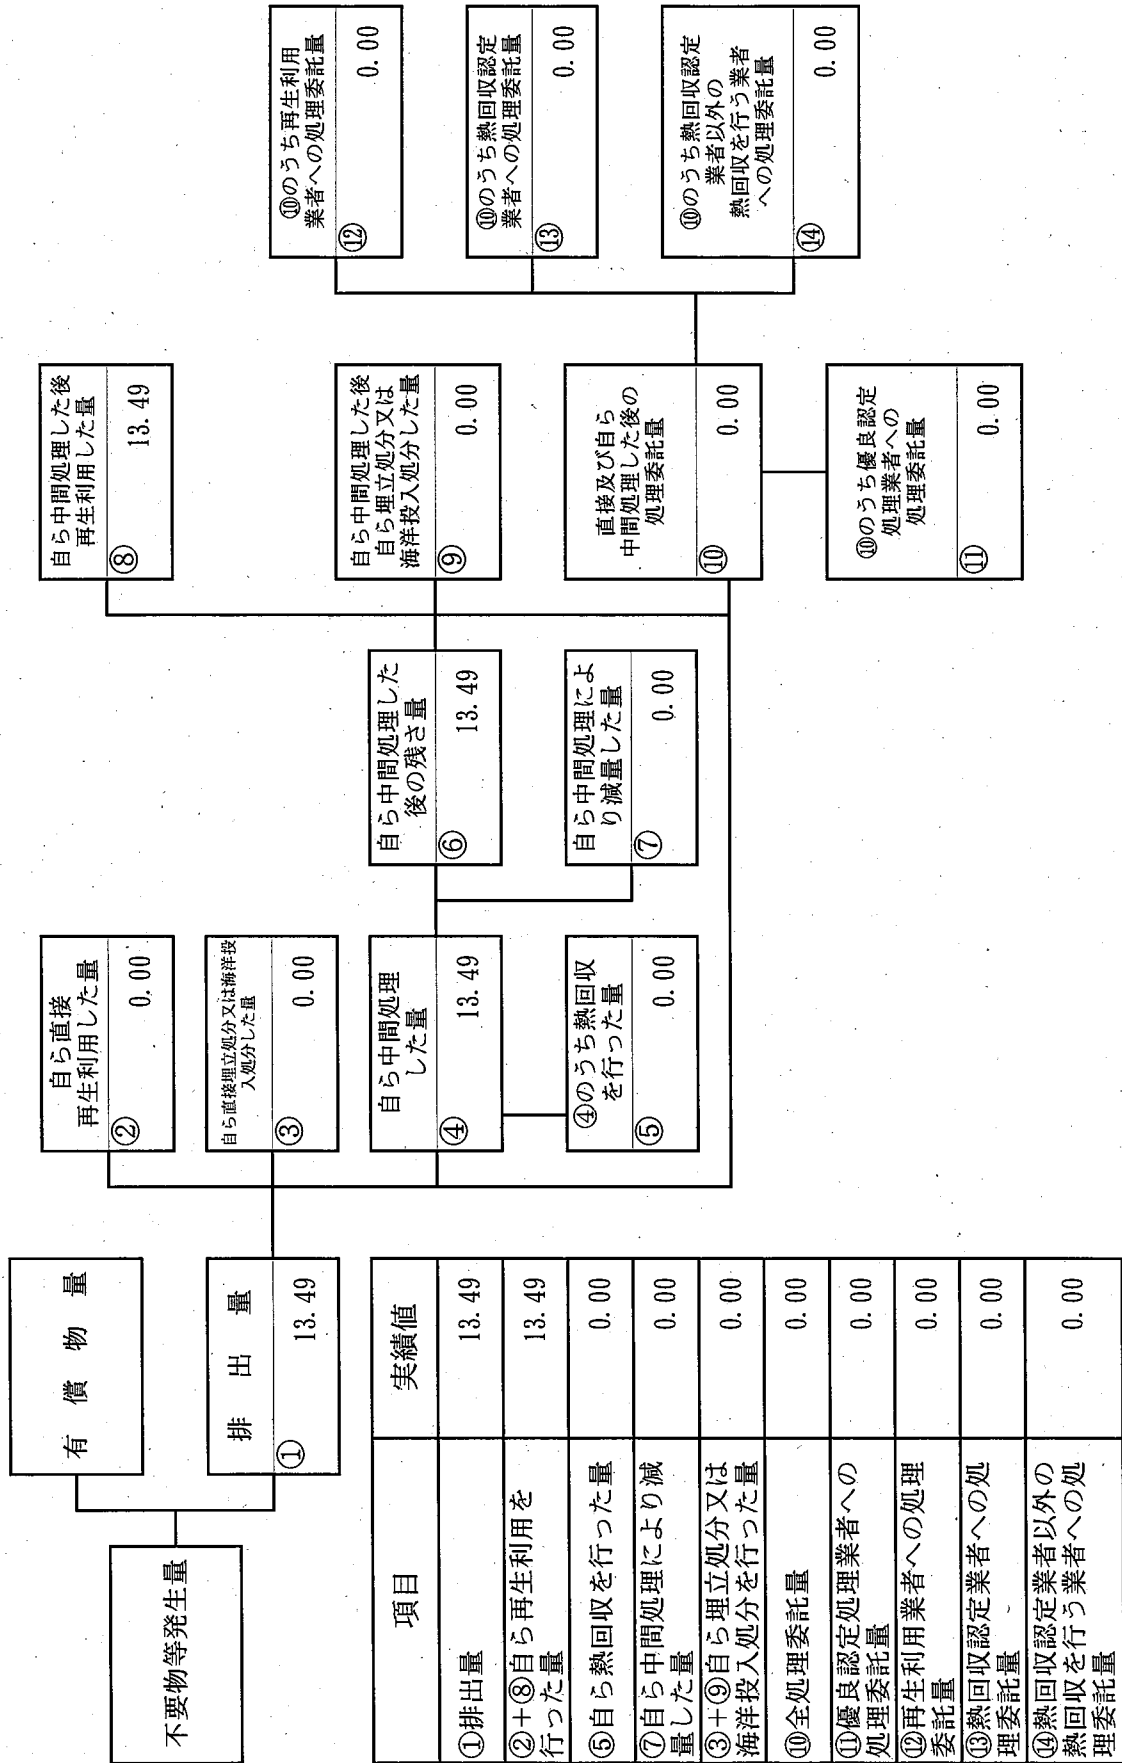 不要物等発生量
有償物量
排出量
① 13.49
自ら直接
再生利用した量
② 0.00
自ら直接埋立処分又は海洋投
入処分した量
③ 0.00
自ら中間処理
した量
④ 13.49
④のうち熱回収
を行った量
⑤ 0.00
自ら中間処理した
後の残さ量
⑥ 13.49
自ら中間処理によ
り減量した量
⑦ 0.00
自ら中間処理した後
再生利用した量
⑧ 13.49
自ら中間処理した後
自ら埋立処分又は
海洋投入処分した量
⑨ 0.00
直接及び自ら
中間処理した後の
処理委託量
⑩ 0.00
⑩のうち優良認定
処理業者への
処理委託量
⑪ 0.00
⑩のうち再生利用
業者への処理委託量
⑫ 0.00
⑩のうち熱回収認定
業者への処理委託量
⑬ 0.00
⑩のうち熱回収認定
業者以外の
熱回収を行う業者
への処理委託量
⑭ 0.00
項目 実績値
①排出量 13.49
②+⑧自ら再生利用を
行った量 13.49
⑤自ら熱回収を行った量 0.00
⑦自ら中間処理により減
量した量 0.00
③+⑨自ら埋立処分又は
海洋投入処分を行った量 0.00
⑩全処理委託量 0.00
⑪優良認定処理業者への
処理委託量 0.00
⑫再生利用業者への処理
委託量 0.00
⑬熱回収認定業者への処
理委託量 0.00
⑭熱回収認定業者以外の
熱回収を行う業者への処
理委託量 0.00